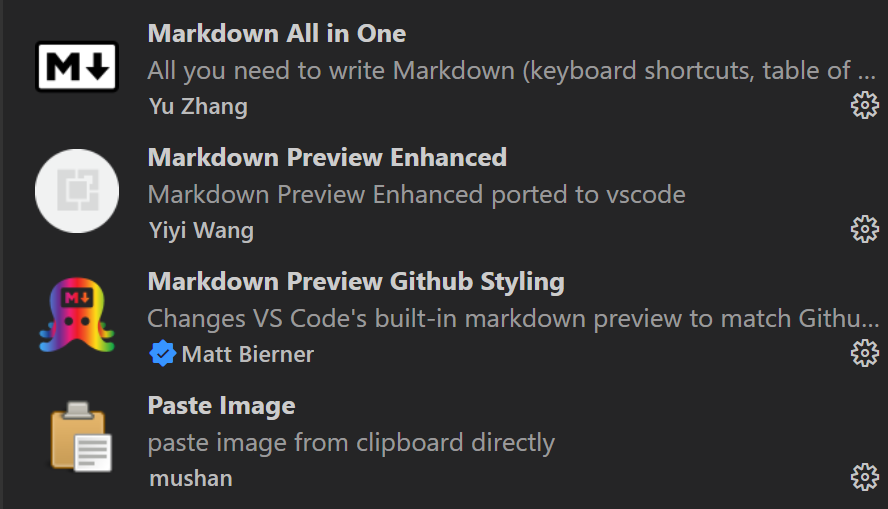 Markdown All in One
All you need to write Markdown (keyboard shortcuts, table of ...
Yu Zhang
Markdown Preview Enhanced
Markdown Preview Enhanced ported to vscode
Yiyi Wang
Markdown Preview Github Styling
Changes VS Code's built-in markdown preview to match Githu...
Matt Bierner
Paste Image
paste image from clipboard directly
mushan